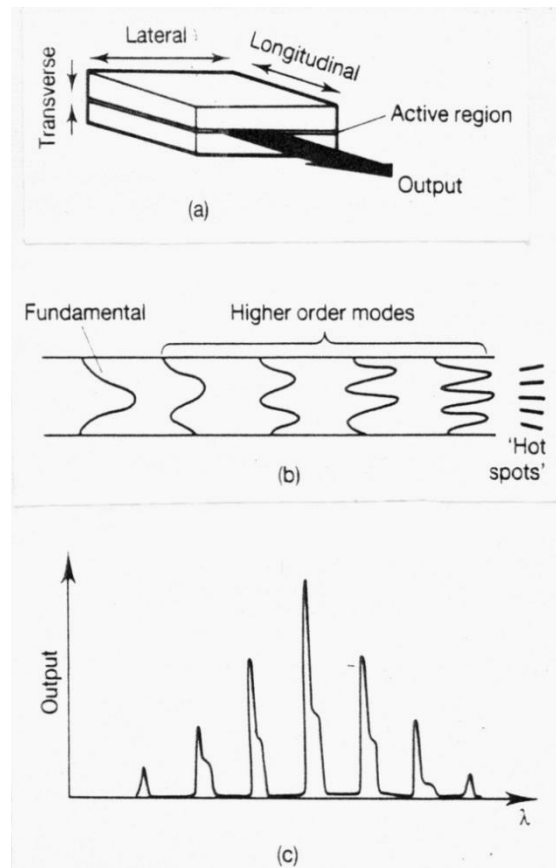 Lateral
Longitudinal
Transverse
Active region
Output
(a)
Fundamental
Higher order modes
'Hot
spots'
(b)
Output
λ
(c)